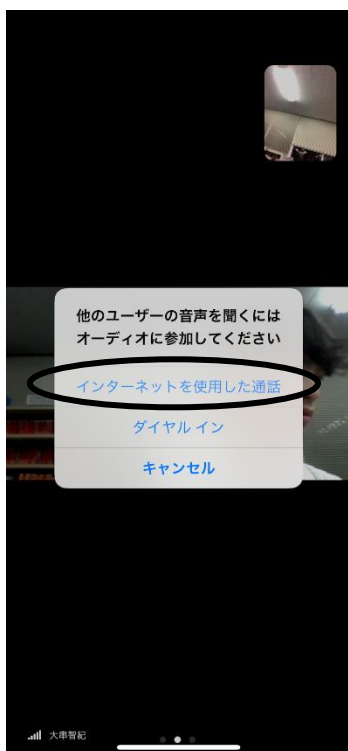 他のユーザーの音声を聞くには
オーディオに参加してください
インターネットを使用した通話
ダイヤル イン
キャンセル
大串智紀